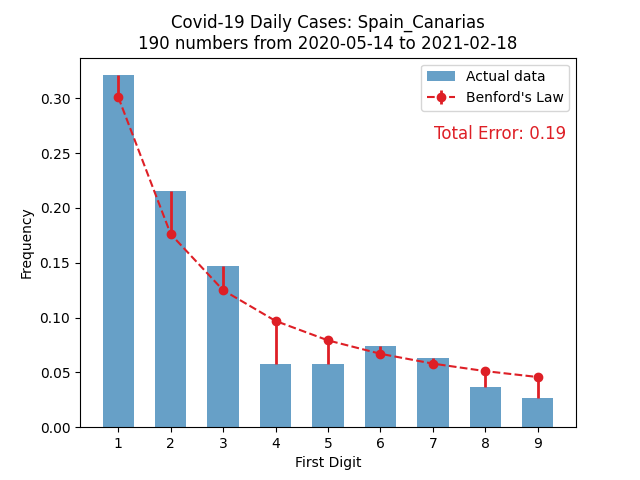 Covid-19 Daily Cases: Spain_Canarias
190 numbers from 2020-05-14 to 2021-02-18
Actual data
Benford's Law
Total Error: 0.19
Frequency
0.30
0.25
0.20
0.15
0.10
0.05
0.00
1 2 3 4 5 6 7 8 9
First Digit